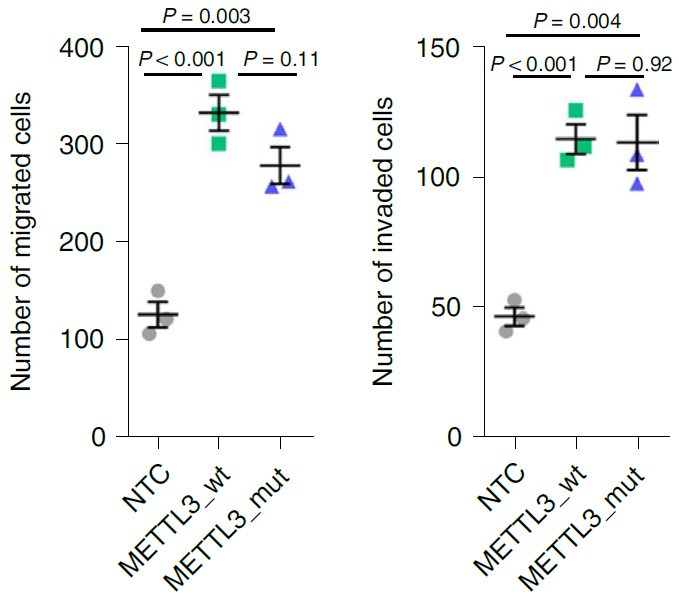 P = 0.003
P < 0.001
P = 0.11
400
300
200
100
0
Number of migrated cells
NTC
METTL3_wt
METTL3_mut
P = 0.004
P < 0.001
P = 0.92
150
100
50
0
Number of invaded cells
NTC
METTL3_wt
METTL3_mut